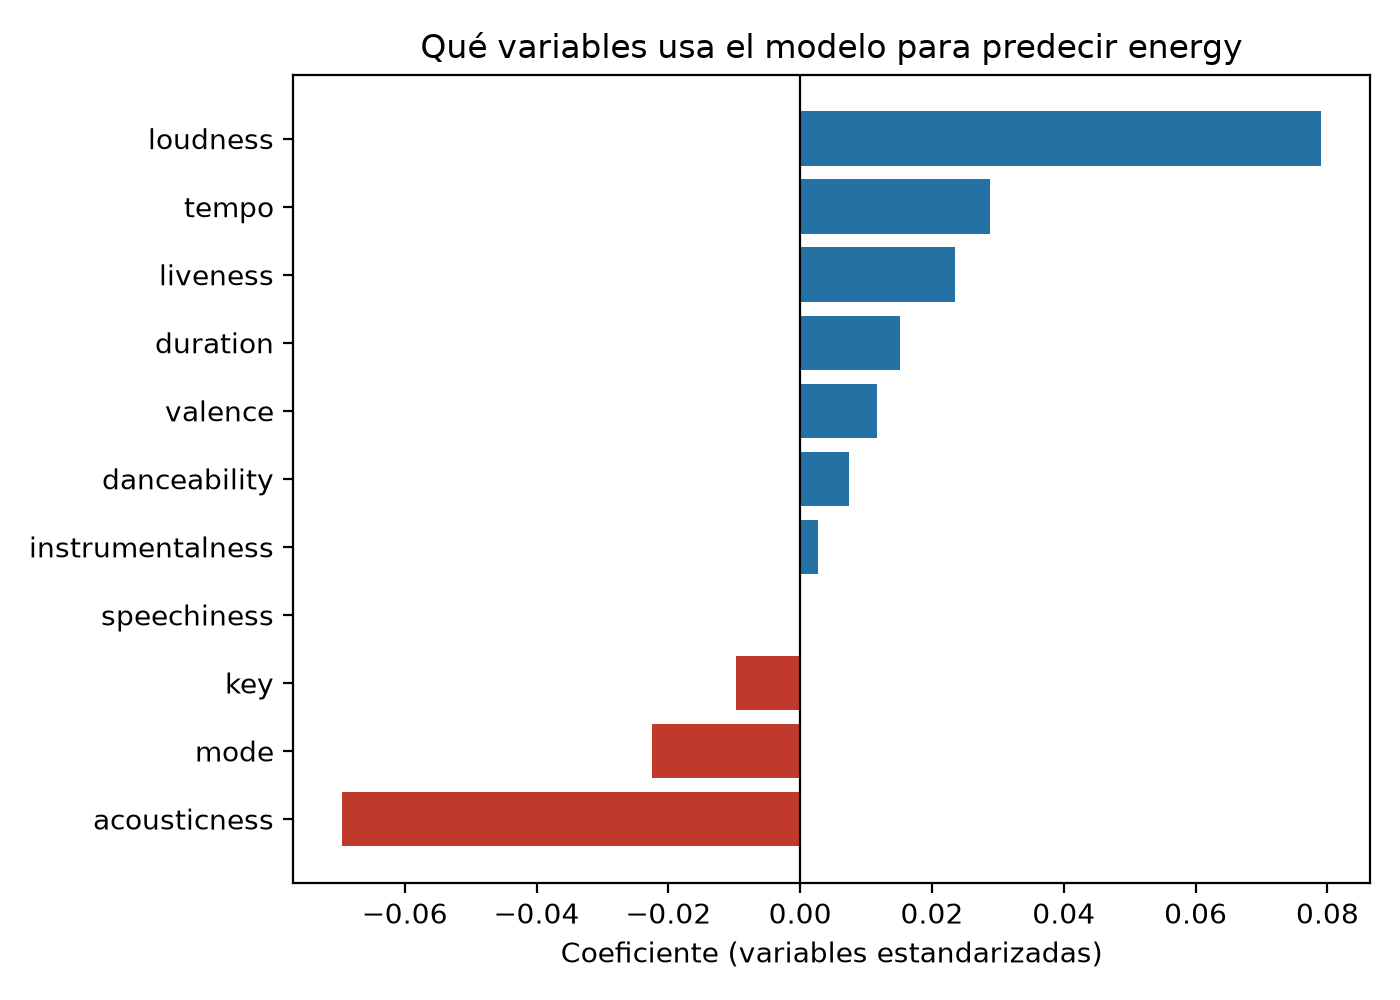 Qué variables usa el modelo para predecir energy
loudness
tempo
liveness
duration
valence
danceability
instrumentalness
speechiness
key
mode
acousticness
−0.06 −0.04 −0.02 0.00 0.02 0.04 0.06 0.08
Coeficiente (variables estandarizadas)